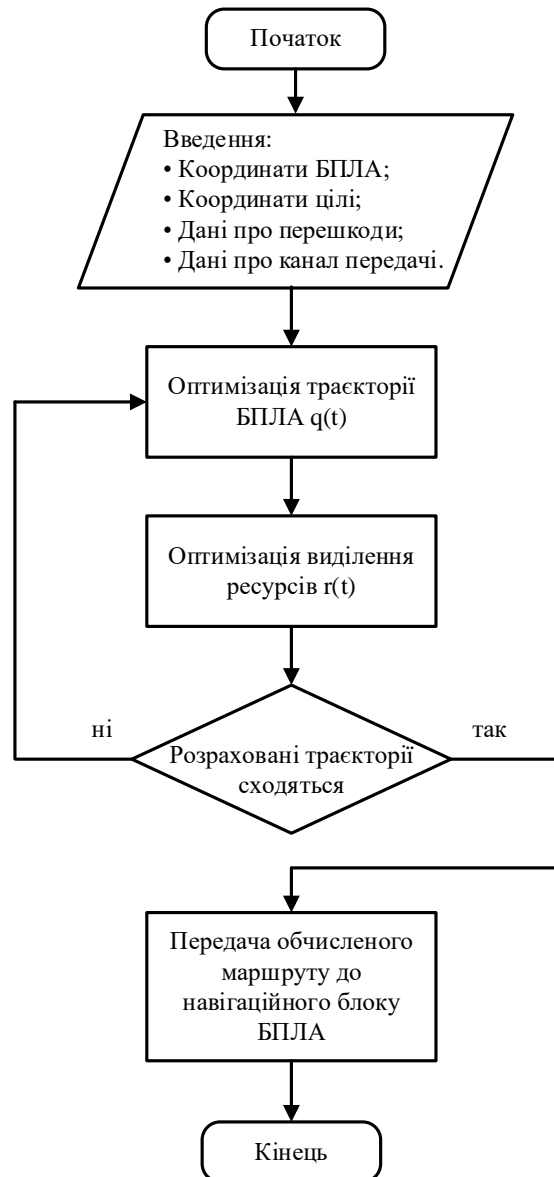 Початок
Введення:
• Координати БПЛА;
• Координати цілі;
• Дані про перешкоди;
• Дані про канал передачі.
Оптимізація траєкторії
БПЛА q(t)
Оптимізація виділення
ресурсів r(t)
ні
так
Розраховані траєкторії
сходяться
Передача обчисленого
маршруту до
навігаційного блоку
БПЛА
Кінець